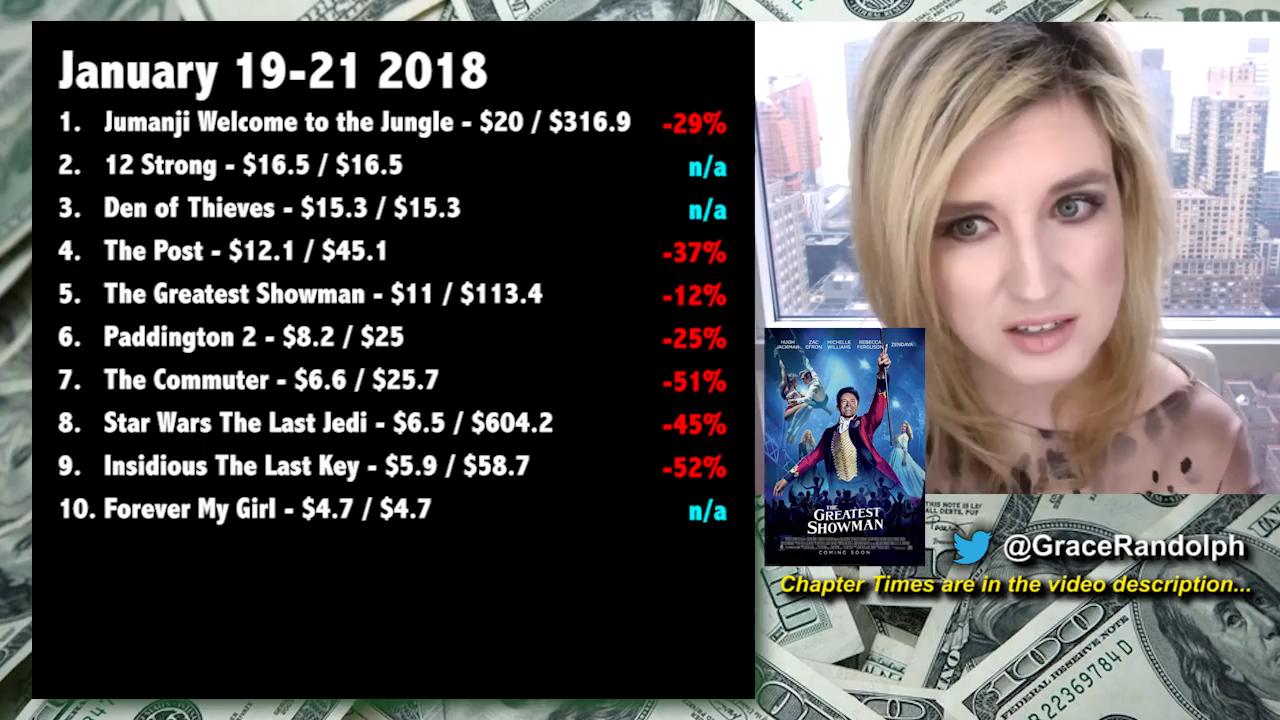 January 19-21 2018
1. Jumanji Welcome to the Jungle - $20 / $316.9 -29%
2. 12 Strong - $16.5 / $16.5 n/a
3. Den of Thieves - $15.3 / $15.3 n/a
4. The Post - $12.1 / $45.1 -37%
5. The Greatest Showman - $11 / $113.4 -12%
6. Paddington 2 - $8.2 / $25 -25%
7. The Commuter - $6.6 / $25.7 -51%
8. Star Wars The Last Jedi - $6.5 / $604.2 -45%
9. Insidious The Last Key - $5.9 / $58.7 -52%
10. Forever My Girl - $4.7 / $4.7 n/a
HUGH JACKMAN ZAC EFRON MICHELLE WILLIAMS REBECCA FERGUSON ZENDAYA
THE
GREATEST
SHOWMAN
COMING SOON
@GraceRandolph
Chapter Times are in the video description...
FEDERAL RESERVE NOTE
B 22369784 D
100